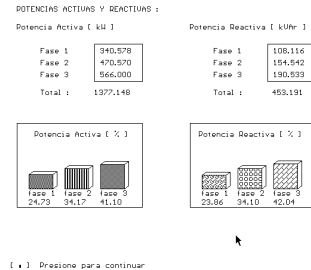 POTENCIAS ACTIVAS Y REACTIVAS :
Potencia Activa [ kW ]
Fase 1 340.578
Fase 2 470.570
Fase 3 566.000
Total : 1377.148
Potencia Reactiva [ kVAr ]
Fase 1 108.116
Fase 2 154.542
Fase 3 190.533
Total : 453.191
Potencia Activa [ % ]
fase 1 fase 2 fase 3
24.73 34.17 41.10
Potencia Reactiva [ % ]
fase 1 fase 2 fase 3
23.86 34.10 42.04
[ ] Presione para continuar